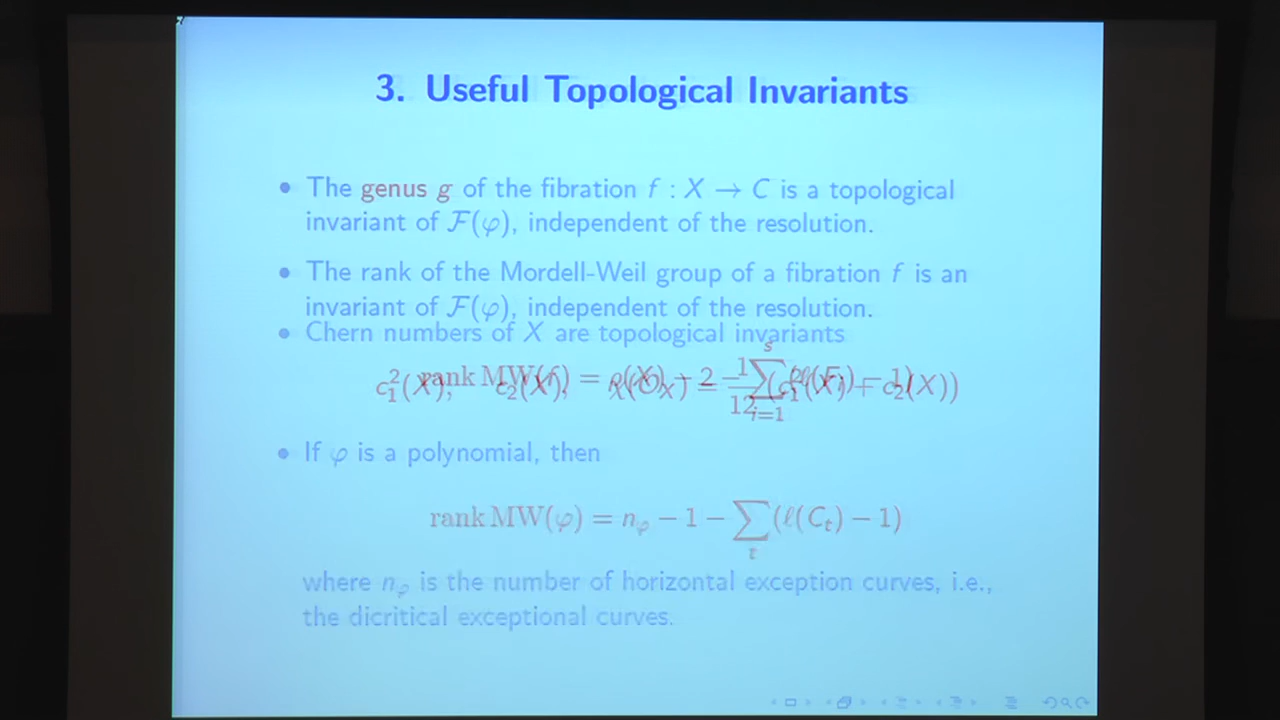 3. Useful Topological Invariants
• The genus g of the fibration f : X → C is a topological
invariant of F(φ), independent of the resolution.
• The rank of the Mordell-Weil group of a fibration f is an
invariant of F(φ), independent of the resolution.
• Chern numbers of X are topological invariants
• If φ is a polynomial, then
rank MW(φ) = n_φ − 1 − ∑_t (ℓ(C_t) − 1)
where n_φ is the number of horizontal exception curves, i.e.,
the dicritical exceptional curves.